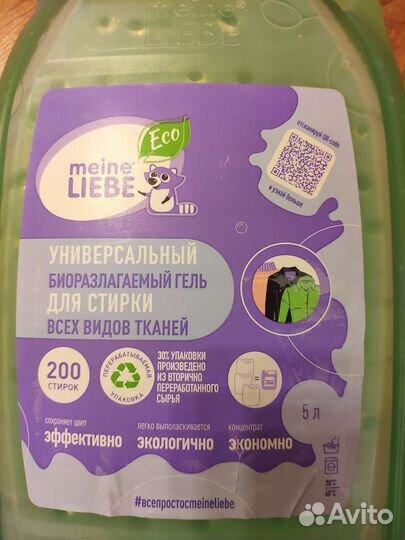 meine
LIEBE
Eco
отсканируй QR-code
и узнай больше
meine
LIEBE
УНИВЕРСАЛЬНЫЙ
БИОРАЗЛАГАЕМЫЙ ГЕЛЬ
ДЛЯ СТИРКИ
ВСЕХ ВИДОВ ТКАНЕЙ
200
СТИРОК
ПЕРЕРАБАТЫВАЕМАЯ
УПАКОВКА
30% УПАКОВКИ
ПРОИЗВЕДЕНО
ИЗ ВТОРИЧНО
ПЕРЕРАБОТАННОГО
СЫРЬЯ
5 л
сохраняет цвет
ЭФФЕКТИВНО
легко выполаскивается
ЭКОЛОГИЧНО
концентрат
ЭКОНОМНО
30°C
60°C
#всепростосmeineliebe
Avito